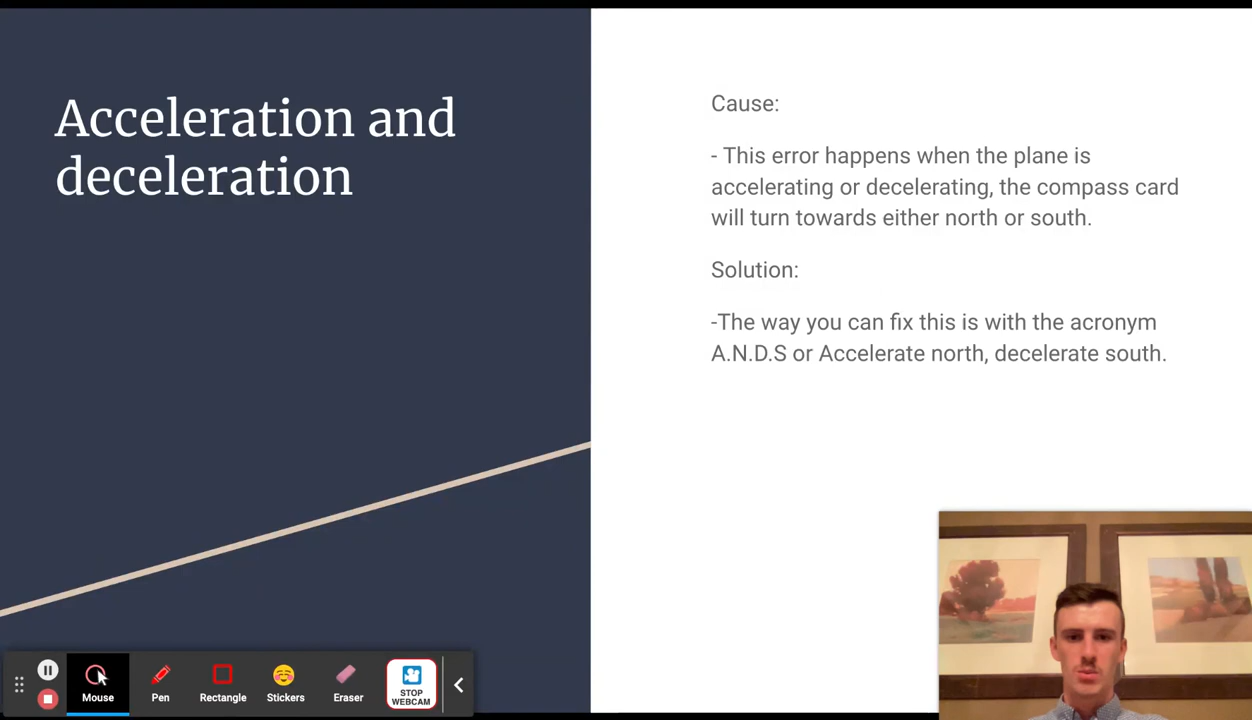 Acceleration and
deceleration
Cause:
- This error happens when the plane is
accelerating or decelerating, the compass card
will turn towards either north or south.
Solution:
-The way you can fix this is with the acronym
A.N.D.S or Accelerate north, decelerate south.
Mouse
Pen
Rectangle
Stickers
Eraser
STOP
WEBCAM